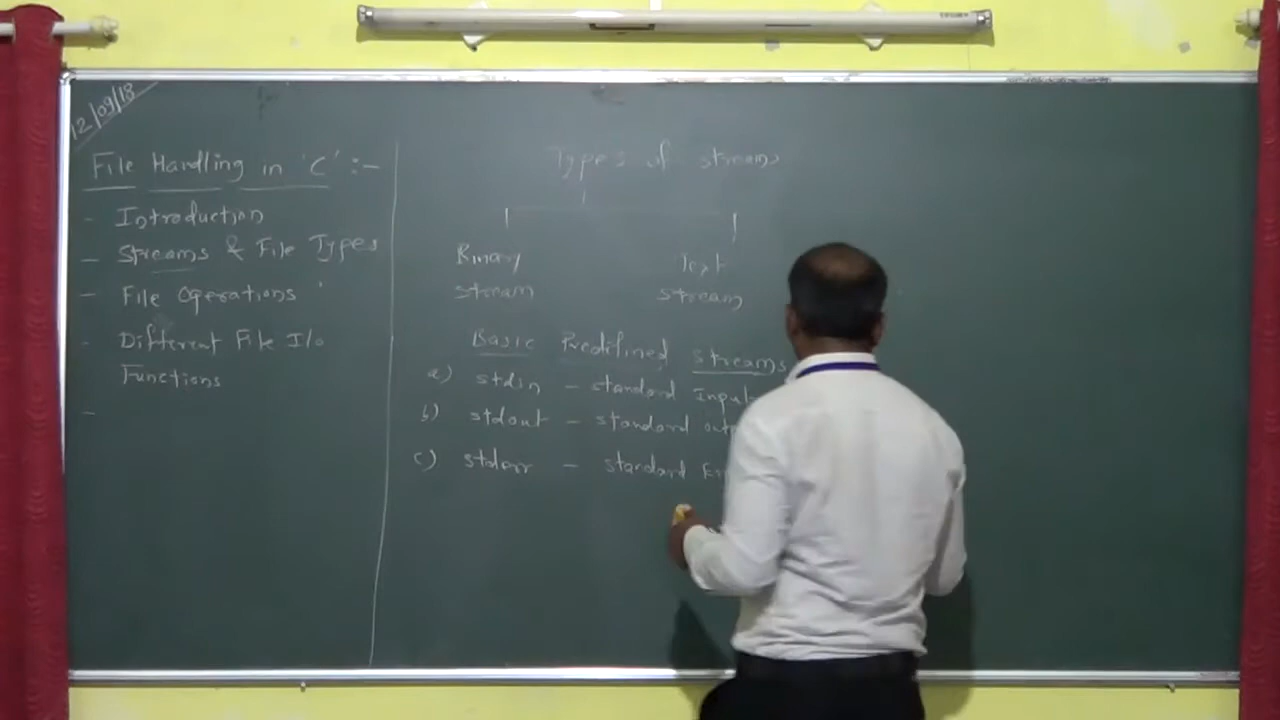 12/09/18
File Handling in 'C' :-
- Introduction
- Streams & File Types
- File Operations
- Different File I/o
Functions
-
Types of streams
Binary stream
Text stream
Basic Predifined Streams
a) stdin - standard Input
b) stdout - standard
c) stderr - standard